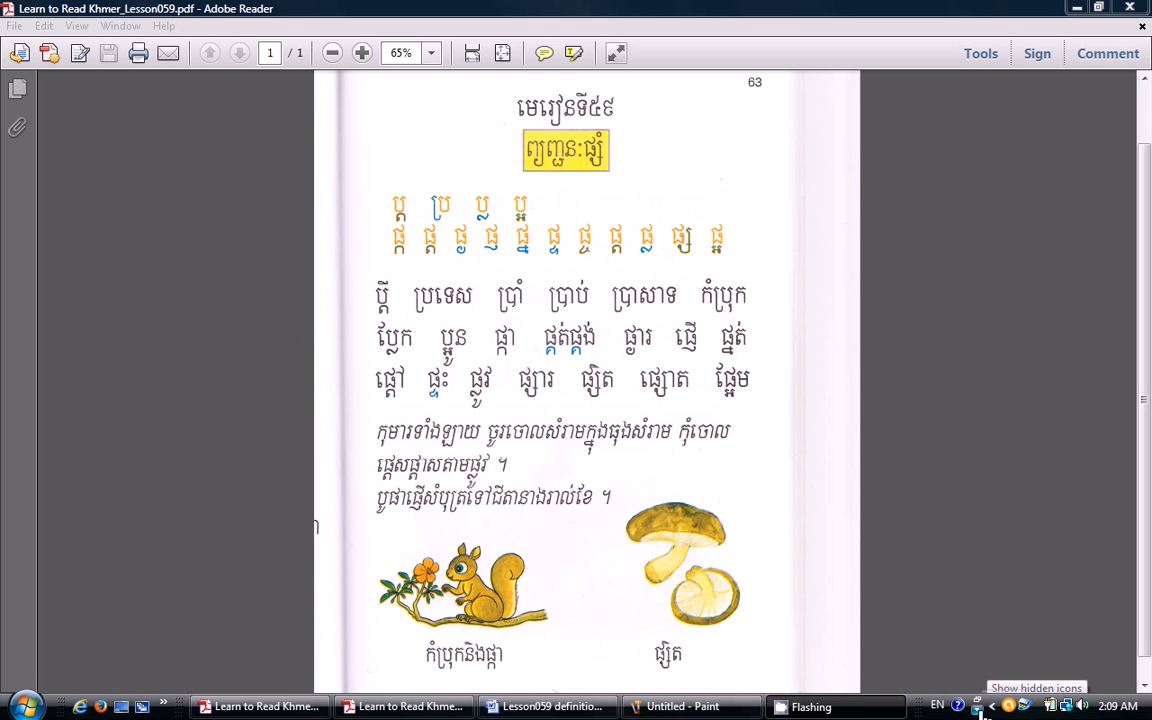 Learn to Read Khmer_Lesson059.pdf - Adobe Reader
File Edit View Window Help
1 / 1 65% Tools Sign Comment
63
មេរៀនទី៥៩
ព្យញ្ជនៈផ្សំ
ប្ត ប្រ ប្ល ប្អ
ផ្ក ផ្គ ផ្ង ផ្ញ ផ្ន ផ្ទ ផ្ច ផ្ត ផ្ល ផ្ស ផ្អ
ប្តី ប្រទេស ប្រាំ ប្រាប់ ប្រាសាទ កំប្រុក
ប្លែក ប្អូន ផ្កា ផ្គត់ផ្គង់ ផ្ងារ ផ្ញើ ផ្នត់
ផ្តៅ ផ្ទះ ផ្លូវ ផ្សារ ផ្សិត ផ្សោត ផ្អែម
កុមារទាំងឡាយ ចូរចោលសំរាមក្នុងធុងសំរាម កុំចោល
ផ្តេសផ្តាសតាមផ្លូវ ។
បូផាផ្ញើសំបុត្រទៅជីតានាងរាល់ខែ ។
កំប្រុកនិងផ្កា
ផ្សិត
Show hidden icons
Learn to Read Khme... Learn to Read Khme... Lesson059 definitio... Untitled - Paint Flashing EN 2:09 AM